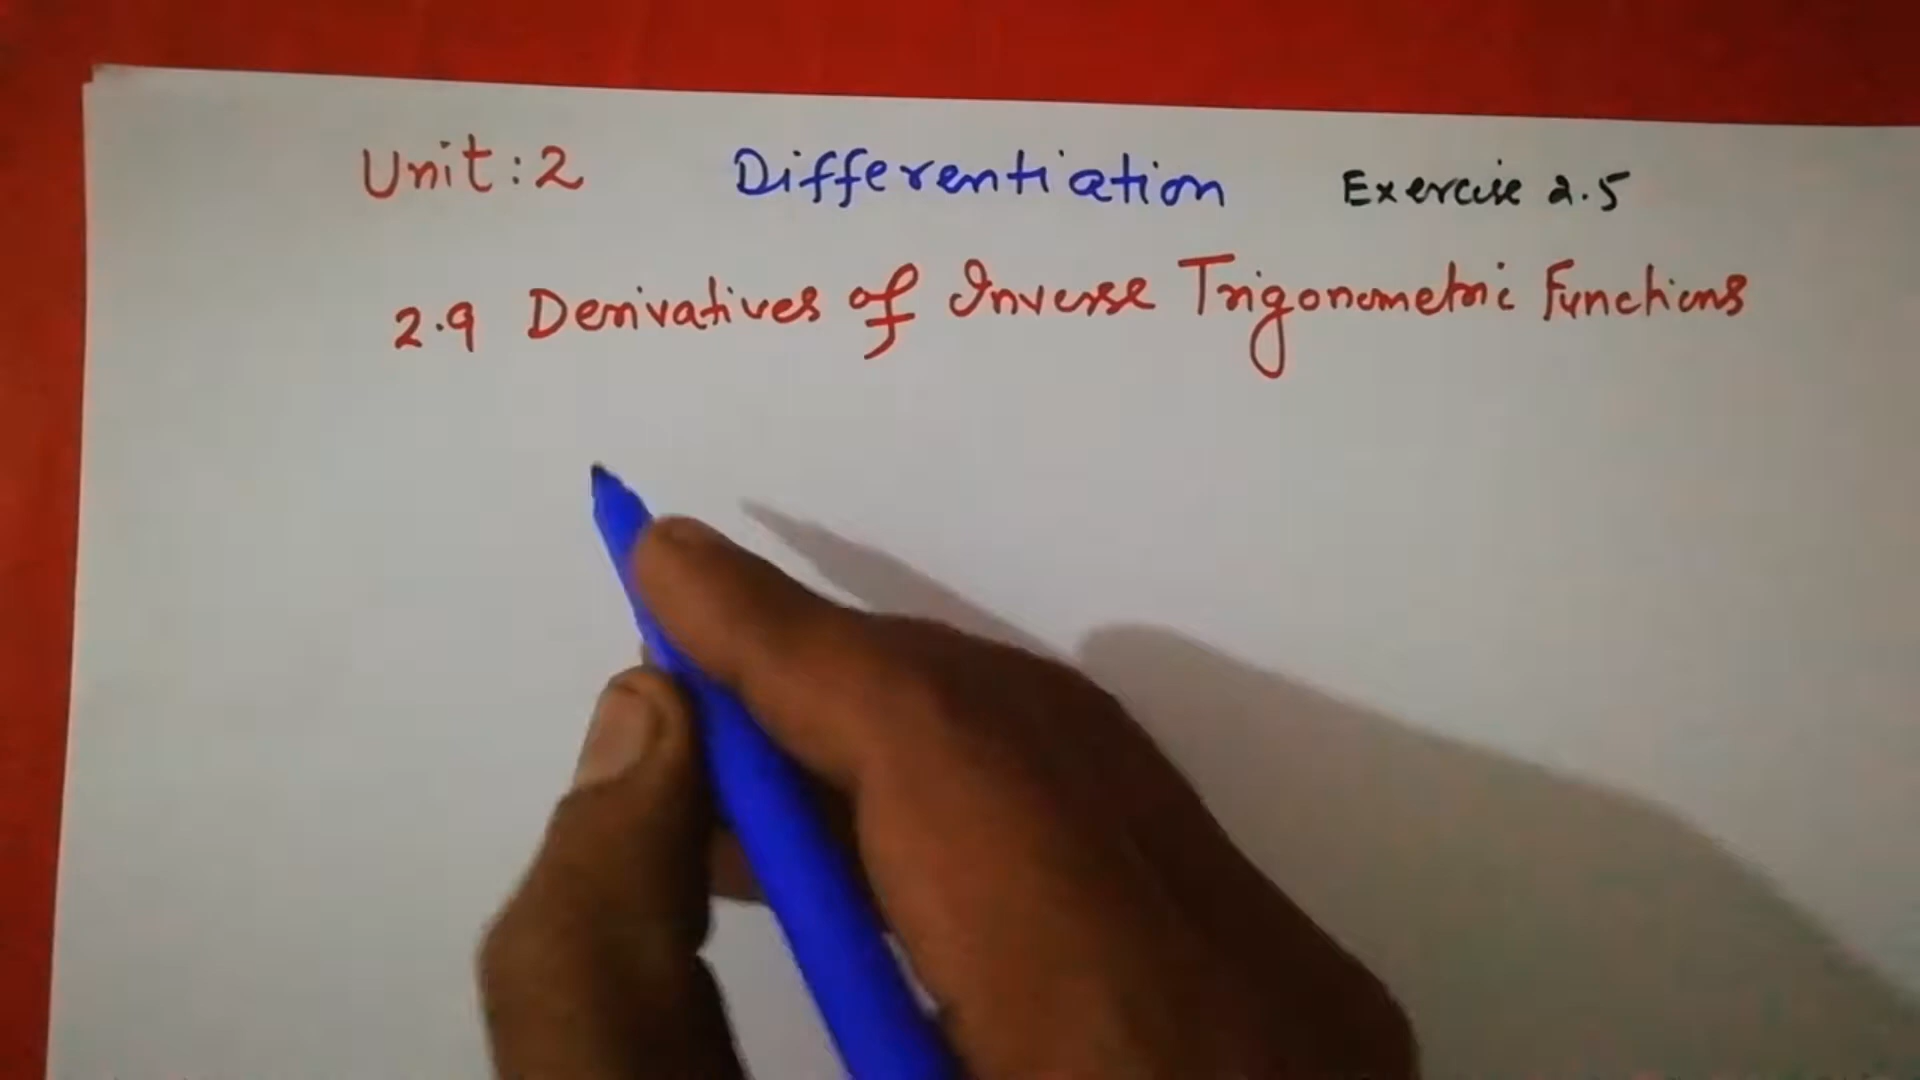 Unit:2 Differentiation Exercise 2.5
2.9 Derivatives of Inverse Trigonometric Functions